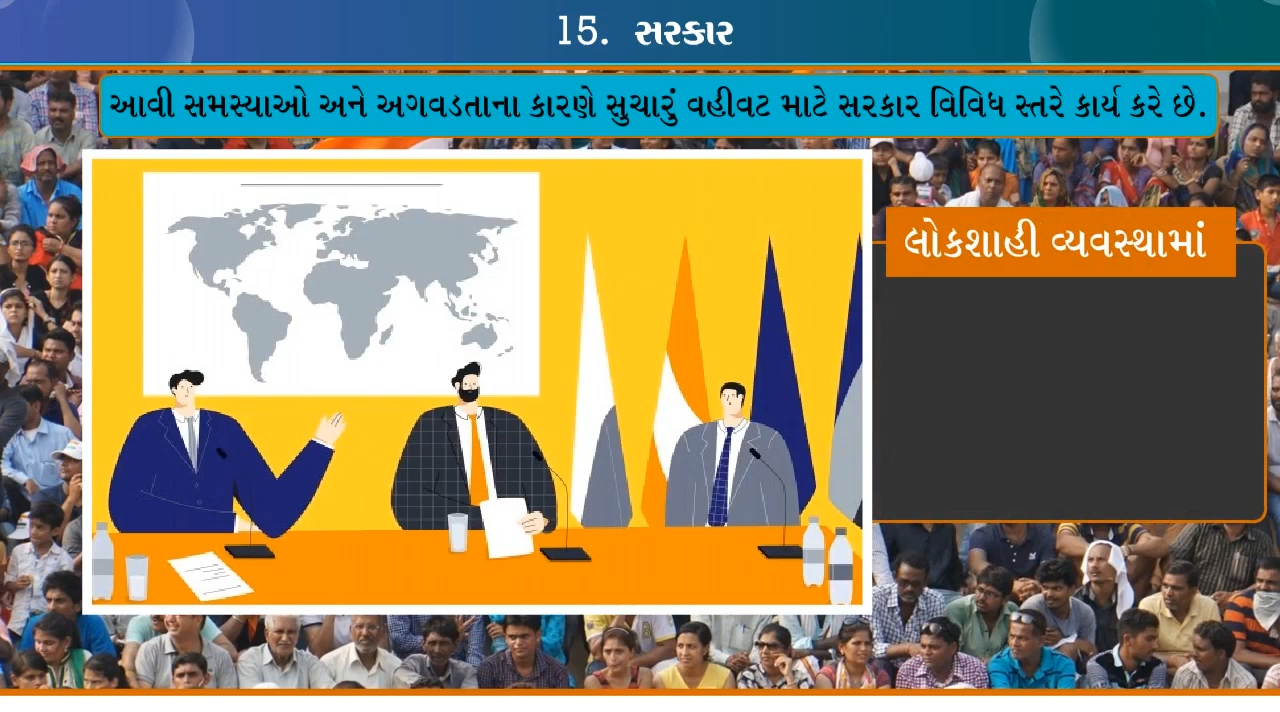 15. સરકાર
આવી સમસ્યાઓ અને અગવડતાના કારણે સુચારું વહીવટ માટે સરકાર વિવિધ સ્તરે કાર્ય કરે છે.
લોકશાહી વ્યવસ્થામાં